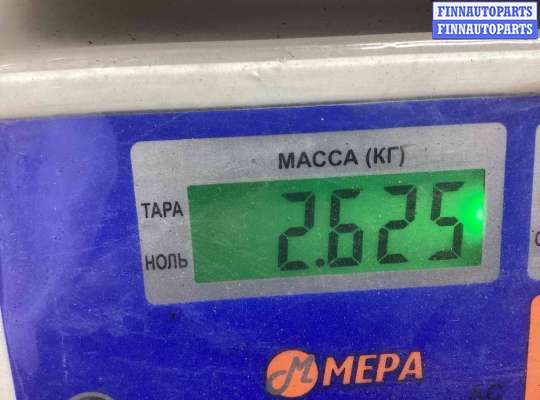 FINNAUTOPARTS
FINNAUTOPARTS
МАССА (КГ)
ТАРА
2.625
НОЛЬ
МЕРА